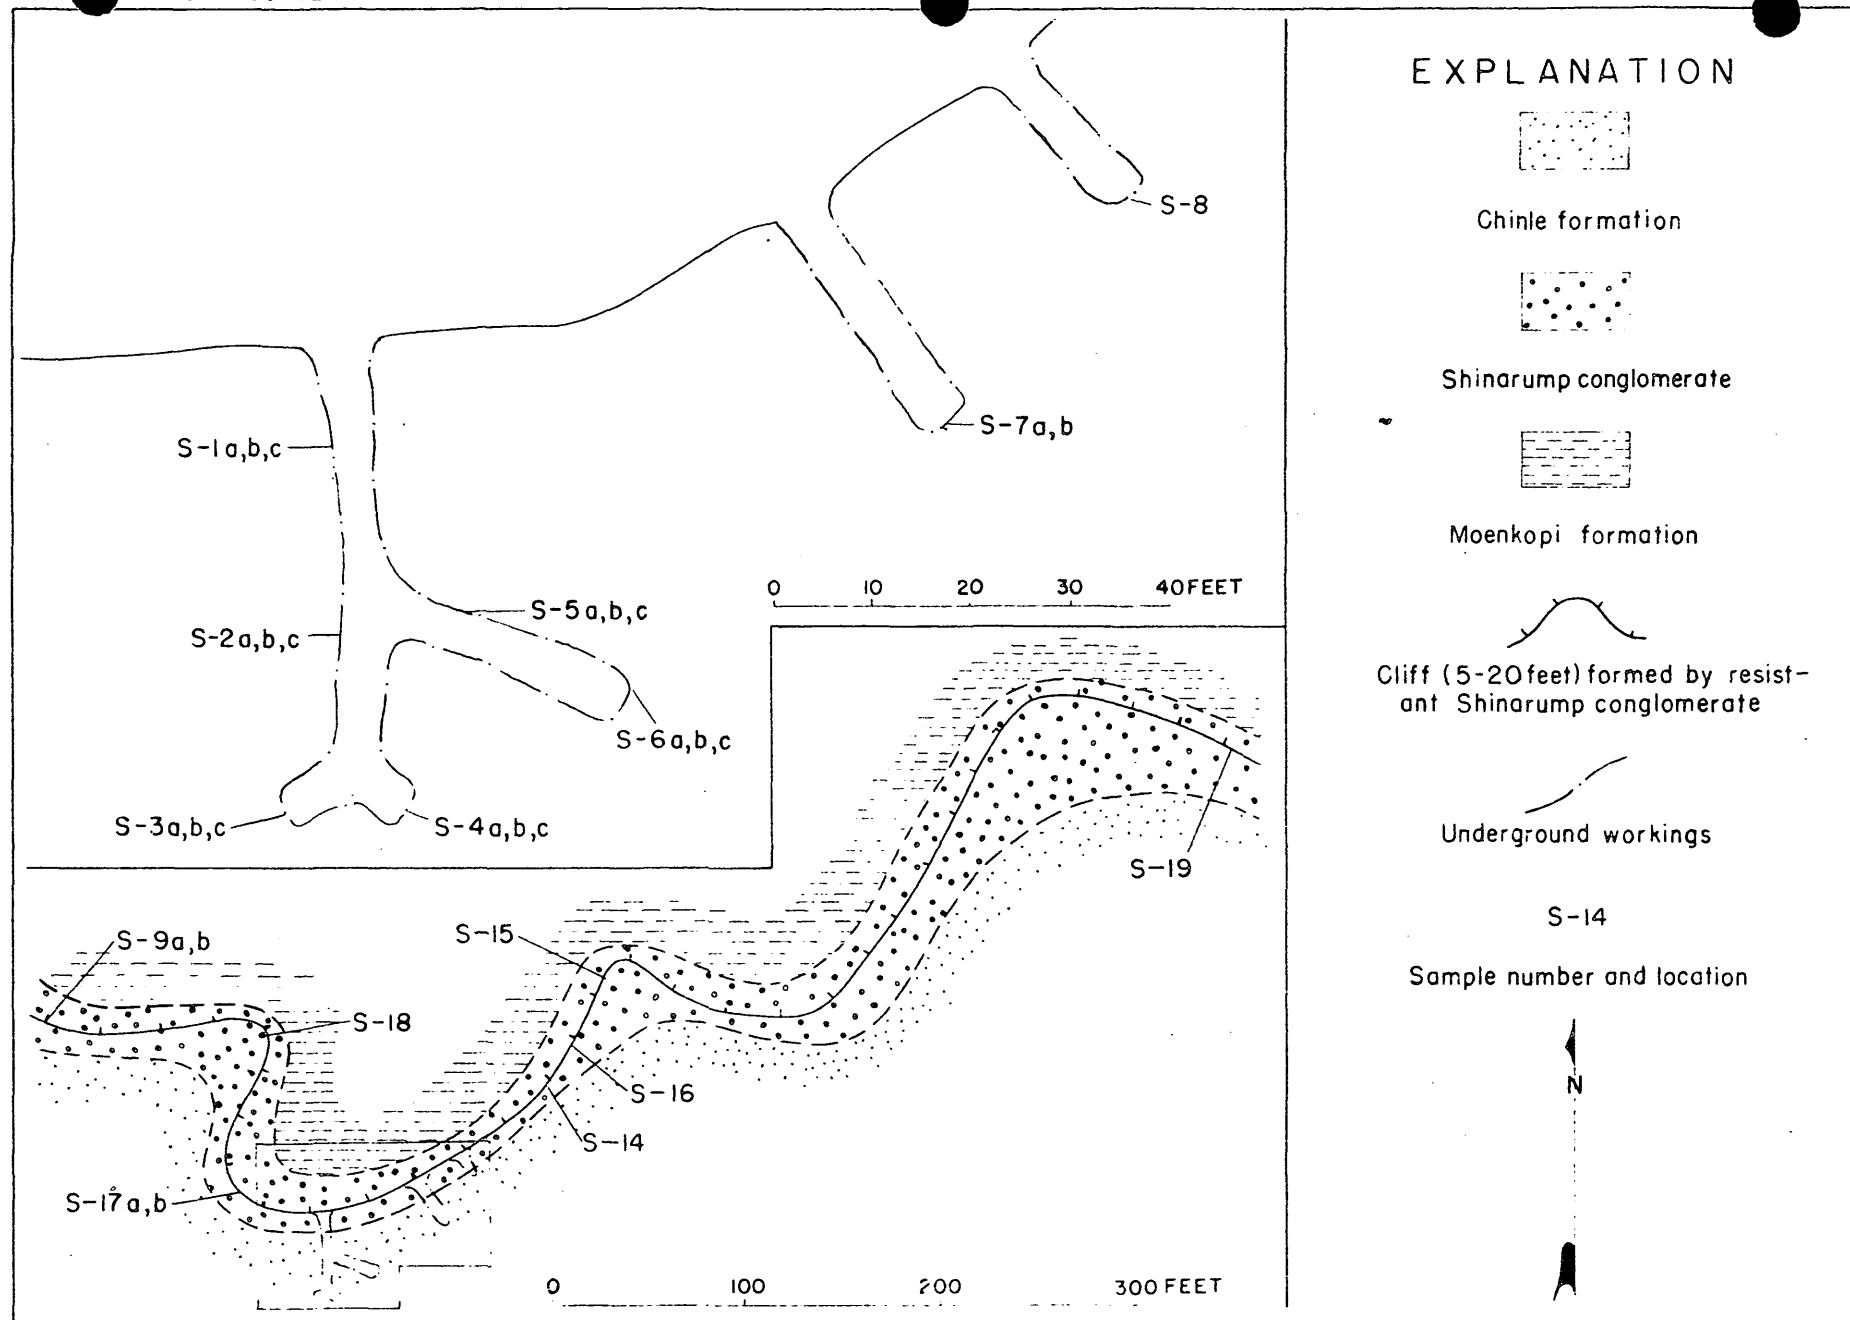 EXPLANATION
Chinle formation
Shinarump conglomerate
Moenkopi formation
Cliff (5-20 feet) formed by resist-
ant Shinarump conglomerate
Underground workings
S-14
Sample number and location
N
S-8
S-7a,b
S-1a,b,c
S-5a,b,c
S-2a,b,c
S-6a,b,c
S-3a,b,c
S-4a,b,c
0 10 20 30 40 FEET
S-19
S-15
S-9a,b
S-18
S-16
S-14
S-17a,b
0 100 200 300 FEET